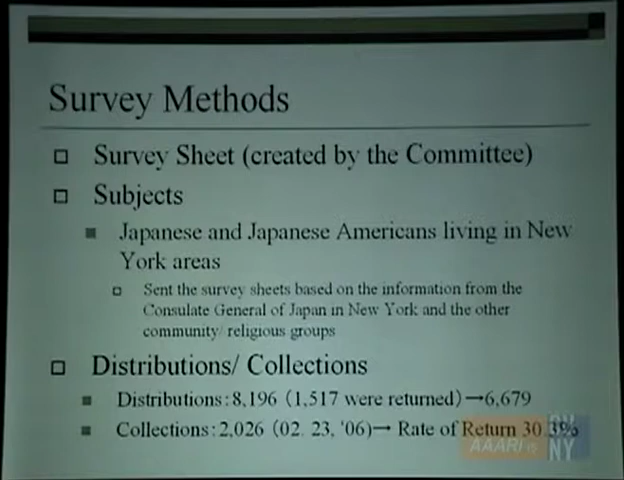 Survey Methods
Survey Sheet (created by the Committee)
Subjects
Japanese and Japanese Americans living in New
York areas
Sent the survey sheets based on the information from the
Consulate General of Japan in New York and the other
community/ religious groups
Distributions/ Collections
Distributions:8,196 (1,517 were returned)→6,679
Collections:2,026 (02. 23, '06)→ Rate of Return 30.3%
AAARI
NY